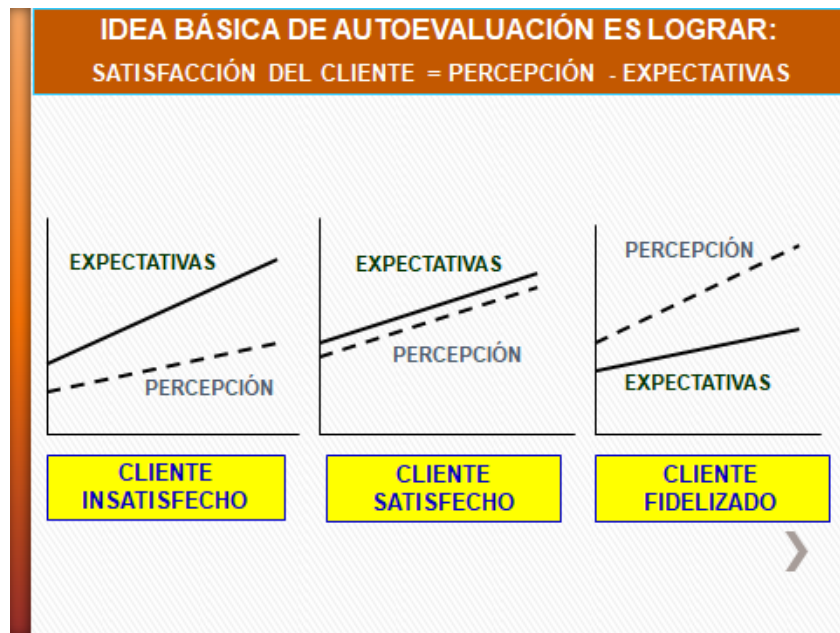 IDEA BÁSICA DE AUTOEVALUACIÓN ES LOGRAR:
SATISFACCIÓN DEL CLIENTE = PERCEPCIÓN - EXPECTATIVAS
EXPECTATIVAS
PERCEPCIÓN
CLIENTE
INSATISFECHO
EXPECTATIVAS
PERCEPCIÓN
CLIENTE
SATISFECHO
PERCEPCIÓN
EXPECTATIVAS
CLIENTE
FIDELIZADO